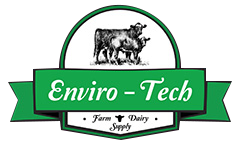 Enviro - Tech
• Farm Dairy •
Supply